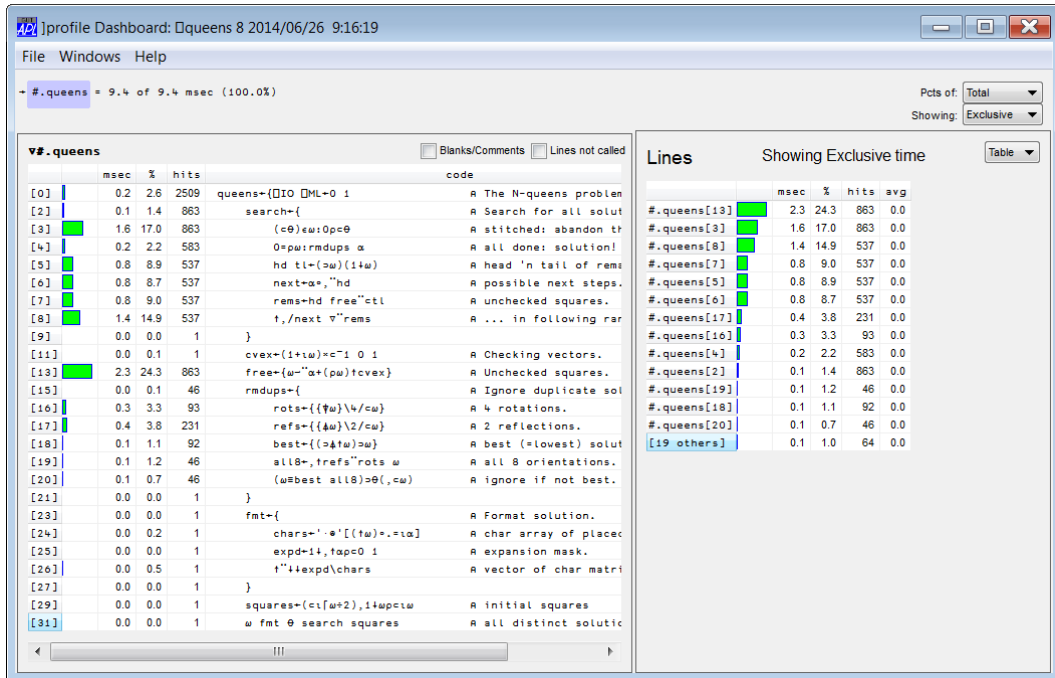 ]profile Dashboard: ⎕queens 8 2014/06/26 9:16:19
File Windows Help
→ #.queens = 9.4 of 9.4 msec (100.0%)
Pcts of: Total
Showing: Exclusive
∇#.queens
Blanks/Comments Lines not called
msec % hits code
[0] 0.2 2.6 2509 queens←{⎕IO ⎕ML←0 1 ⍝ The N-queens problem
[2] 0.1 1.4 863 search←{ ⍝ Search for all solut
[3] 1.6 17.0 863 (⊂⍬)∊⍵:0⍴⊂⍬ ⍝ stitched: abandon th
[4] 0.2 2.2 583 0=⍴⍵:rmdups ⍺ ⍝ all done: solution!
[5] 0.8 8.9 537 hd tl←(⊃⍵)(1↓⍵) ⍝ head 'n tail of rema
[6] 0.8 8.7 537 next←⍺∘,¨hd ⍝ possible next steps.
[7] 0.8 9.0 537 rems←hd free¨⊂tl ⍝ unchecked squares.
[8] 1.4 14.9 537 ↑,/next ∇¨rems ⍝ ... in following ran
[9] 0.0 0.0 1 }
[11] 0.0 0.1 1 cvex←(1+⍳⍵)×⊂¯1 0 1 ⍝ Checking vectors.
[13] 2.3 24.3 863 free←{⍵~¨⍺+(⍴⍵)↑cvex} ⍝ Unchecked squares.
[15] 0.0 0.1 46 rmdups←{ ⍝ Ignore duplicate sol
[16] 0.3 3.3 93 rots←{{⌽⍵}\4/⊂⍵} ⍝ 4 rotations.
[17] 0.4 3.8 231 refs←{{⍋⍵}\2/⊂⍵} ⍝ 2 reflections.
[18] 0.1 1.1 92 best←{(⊃⍋↑⍵)⊃⍵} ⍝ best (=lowest) solut
[19] 0.1 1.2 46 all8←,↑refs¨rots ⍵ ⍝ all 8 orientations.
[20] 0.1 0.7 46 (⍵≡best all8)⊃⍬(,⊂⍵) ⍝ ignore if not best.
[21] 0.0 0.0 1 }
[23] 0.0 0.0 1 fmt←{ ⍝ Format solution.
[24] 0.0 0.2 1 chars←'·⍟'[(↑⍵)∘.=⍳⍺] ⍝ char array of placed
[25] 0.0 0.0 1 expd←1↓,↑⍺⍴⊂0 1 ⍝ expansion mask.
[26] 0.0 0.5 1 ↑¨↓↓expd\chars ⍝ vector of char matri
[27] 0.0 0.0 1 }
[29] 0.0 0.0 1 squares←(⊂⍳⌈⍵÷2),1↓⍵⍴⊂⍳⍵ ⍝ initial squares
[31] 0.0 0.0 1 ⍵ fmt ⍬ search squares ⍝ all distinct solutio
Lines Showing Exclusive time Table
msec % hits avg
#.queens[13] 2.3 24.3 863 0.0
#.queens[3] 1.6 17.0 863 0.0
#.queens[8] 1.4 14.9 537 0.0
#.queens[7] 0.8 9.0 537 0.0
#.queens[5] 0.8 8.9 537 0.0
#.queens[6] 0.8 8.7 537 0.0
#.queens[17] 0.4 3.8 231 0.0
#.queens[16] 0.3 3.3 93 0.0
#.queens[4] 0.2 2.2 583 0.0
#.queens[2] 0.1 1.4 863 0.0
#.queens[19] 0.1 1.2 46 0.0
#.queens[18] 0.1 1.1 92 0.0
#.queens[20] 0.1 0.7 46 0.0
[19 others] 0.1 1.0 64 0.0